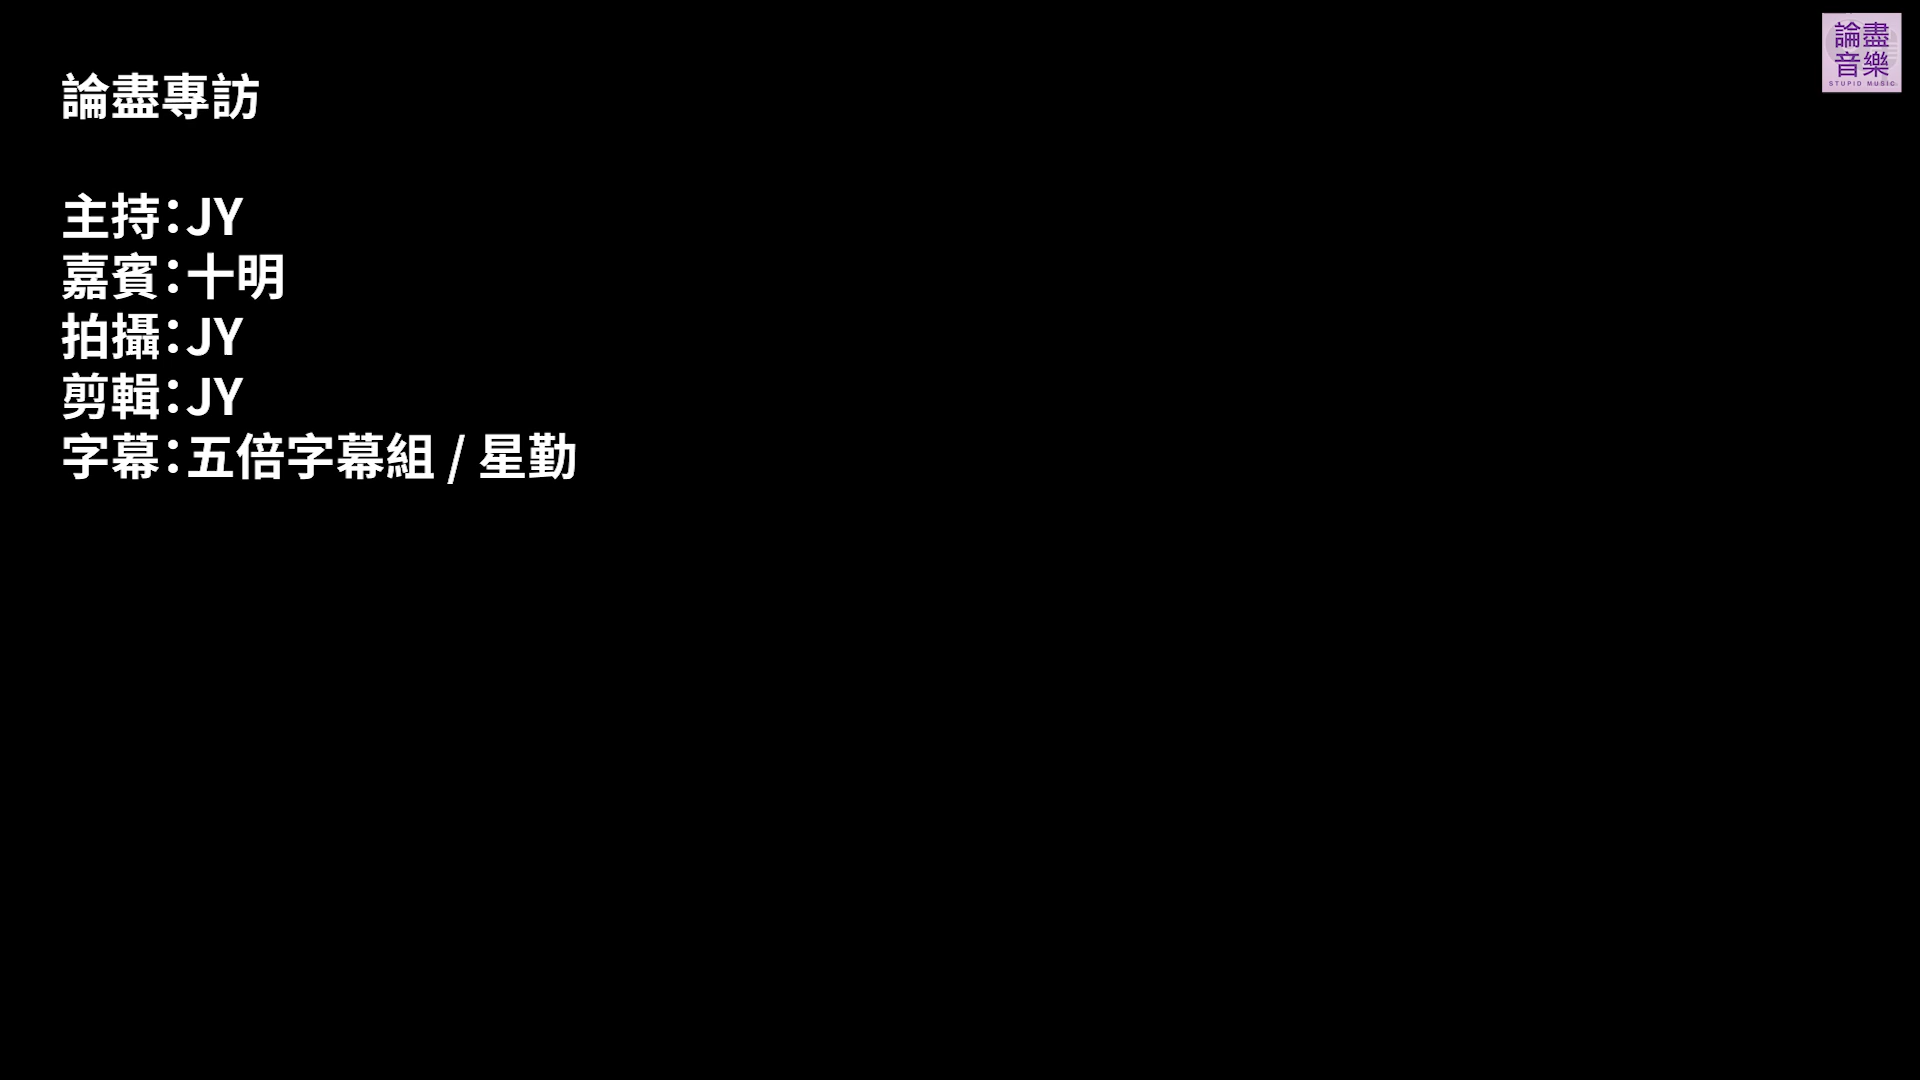 論盡專訪
主持：JY
嘉賓：十明
拍攝：JY
剪輯：JY
字幕：五倍字幕組 / 星勤
論盡
音樂
STUPID MUSIC